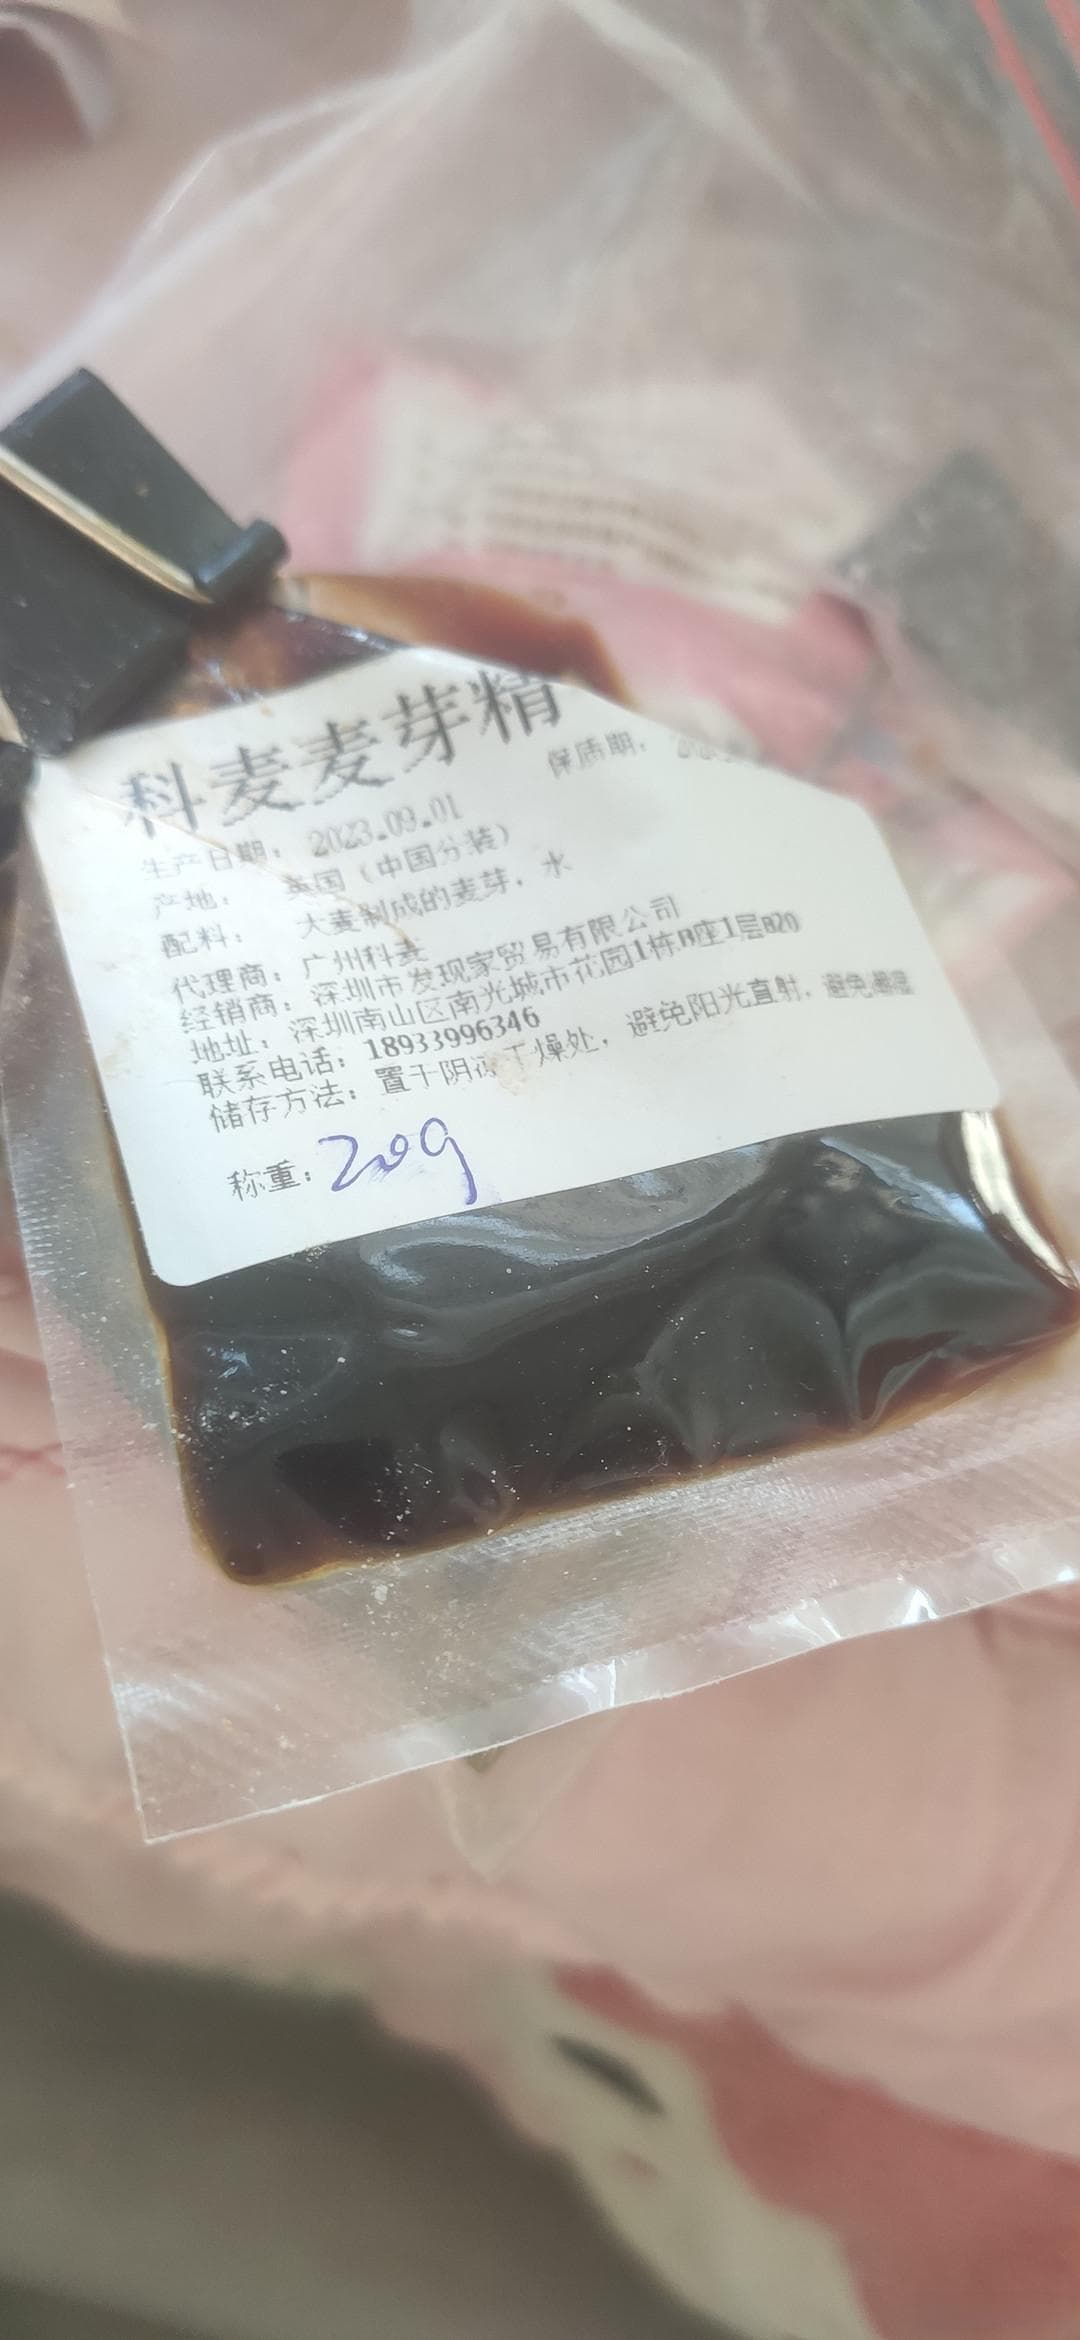 科麦麦芽精
生产日期： 2023.09.01 保质期：
产地： 英国（中国分装）
配料： 大麦制成的麦芽，水
代理商：广州科麦
经销商：深圳市发现家贸易有限公司
地址：深圳南山区南光城市花园1栋B座1层B20
联系电话：18933996346
储存方法：置于阴凉干燥处，避免阳光直射，避免潮湿
称重：20g